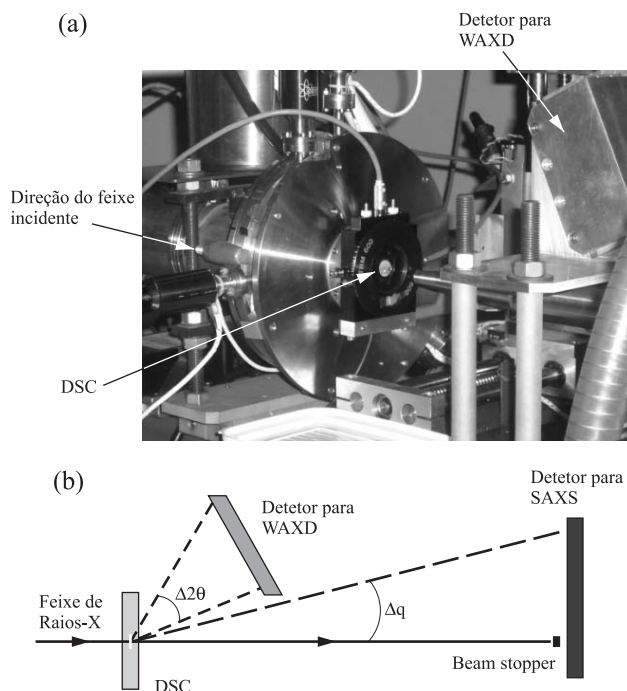 (a)
Detetor para
WAXD
Direção do feixe
incidente
DSC
(b)
Detetor para
SAXS
Detetor para
WAXD
Δ2θ
Feixe de
Raios-X
Δq
Beam stopper
DSC